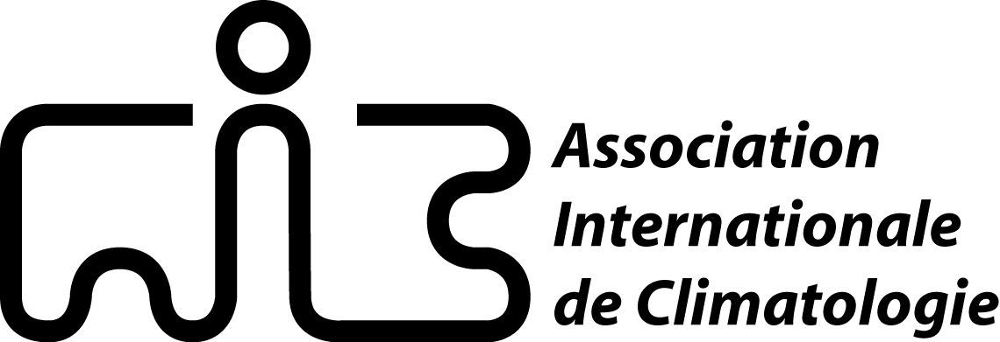 Association
Internationale
de Climatologie